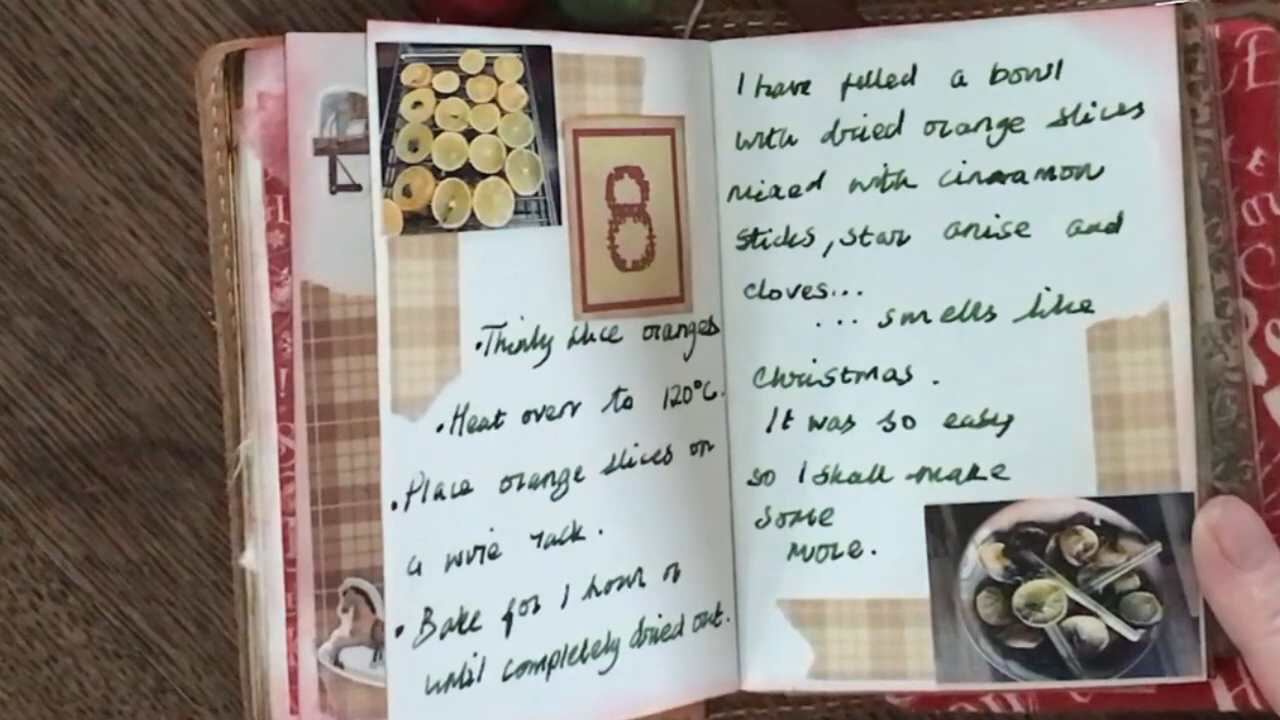 8
•Thinly slice oranges
•Heat oven to 120°C.
•Place orange slices on
a wire rack.
•Bake for 1 hour or
until completely dried out.
I have filled a bowl
with dried orange slices
mixed with cinnamon
sticks, star anise and
cloves...
... smells like
Christmas.
It was so easy
so I shall make
some
more.